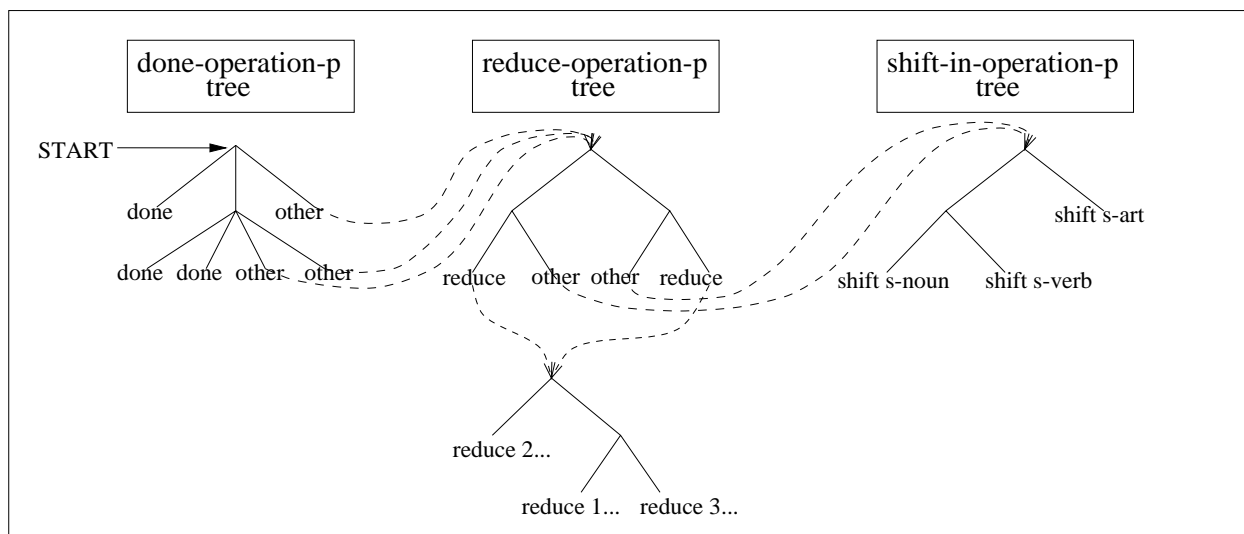 done-operation-p
tree
reduce-operation-p
tree
shift-in-operation-p
tree
START
done
other
shift s-art
done
done
other
other
reduce
other
other
reduce
shift s-noun
shift s-verb
reduce 2...
reduce 1...
reduce 3...